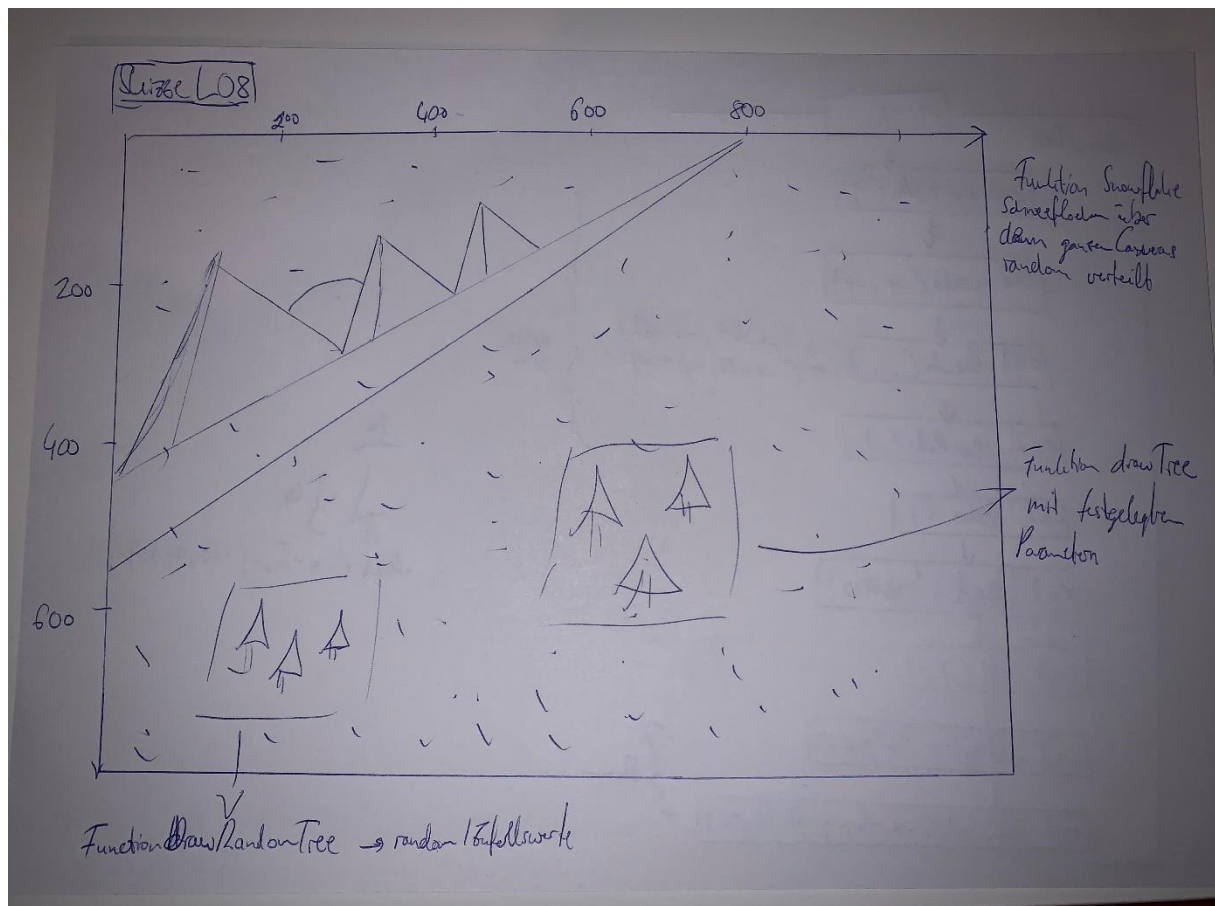 Skizze L08
200 400 600 800
200
400
600
Funktion Snowflake
Schneeflocken über
den ganzen Canvas
random verteilt
Funktion drawTree
mit festgelegten
Parametern
Function DrawRandomTree → random / Zufallswerte